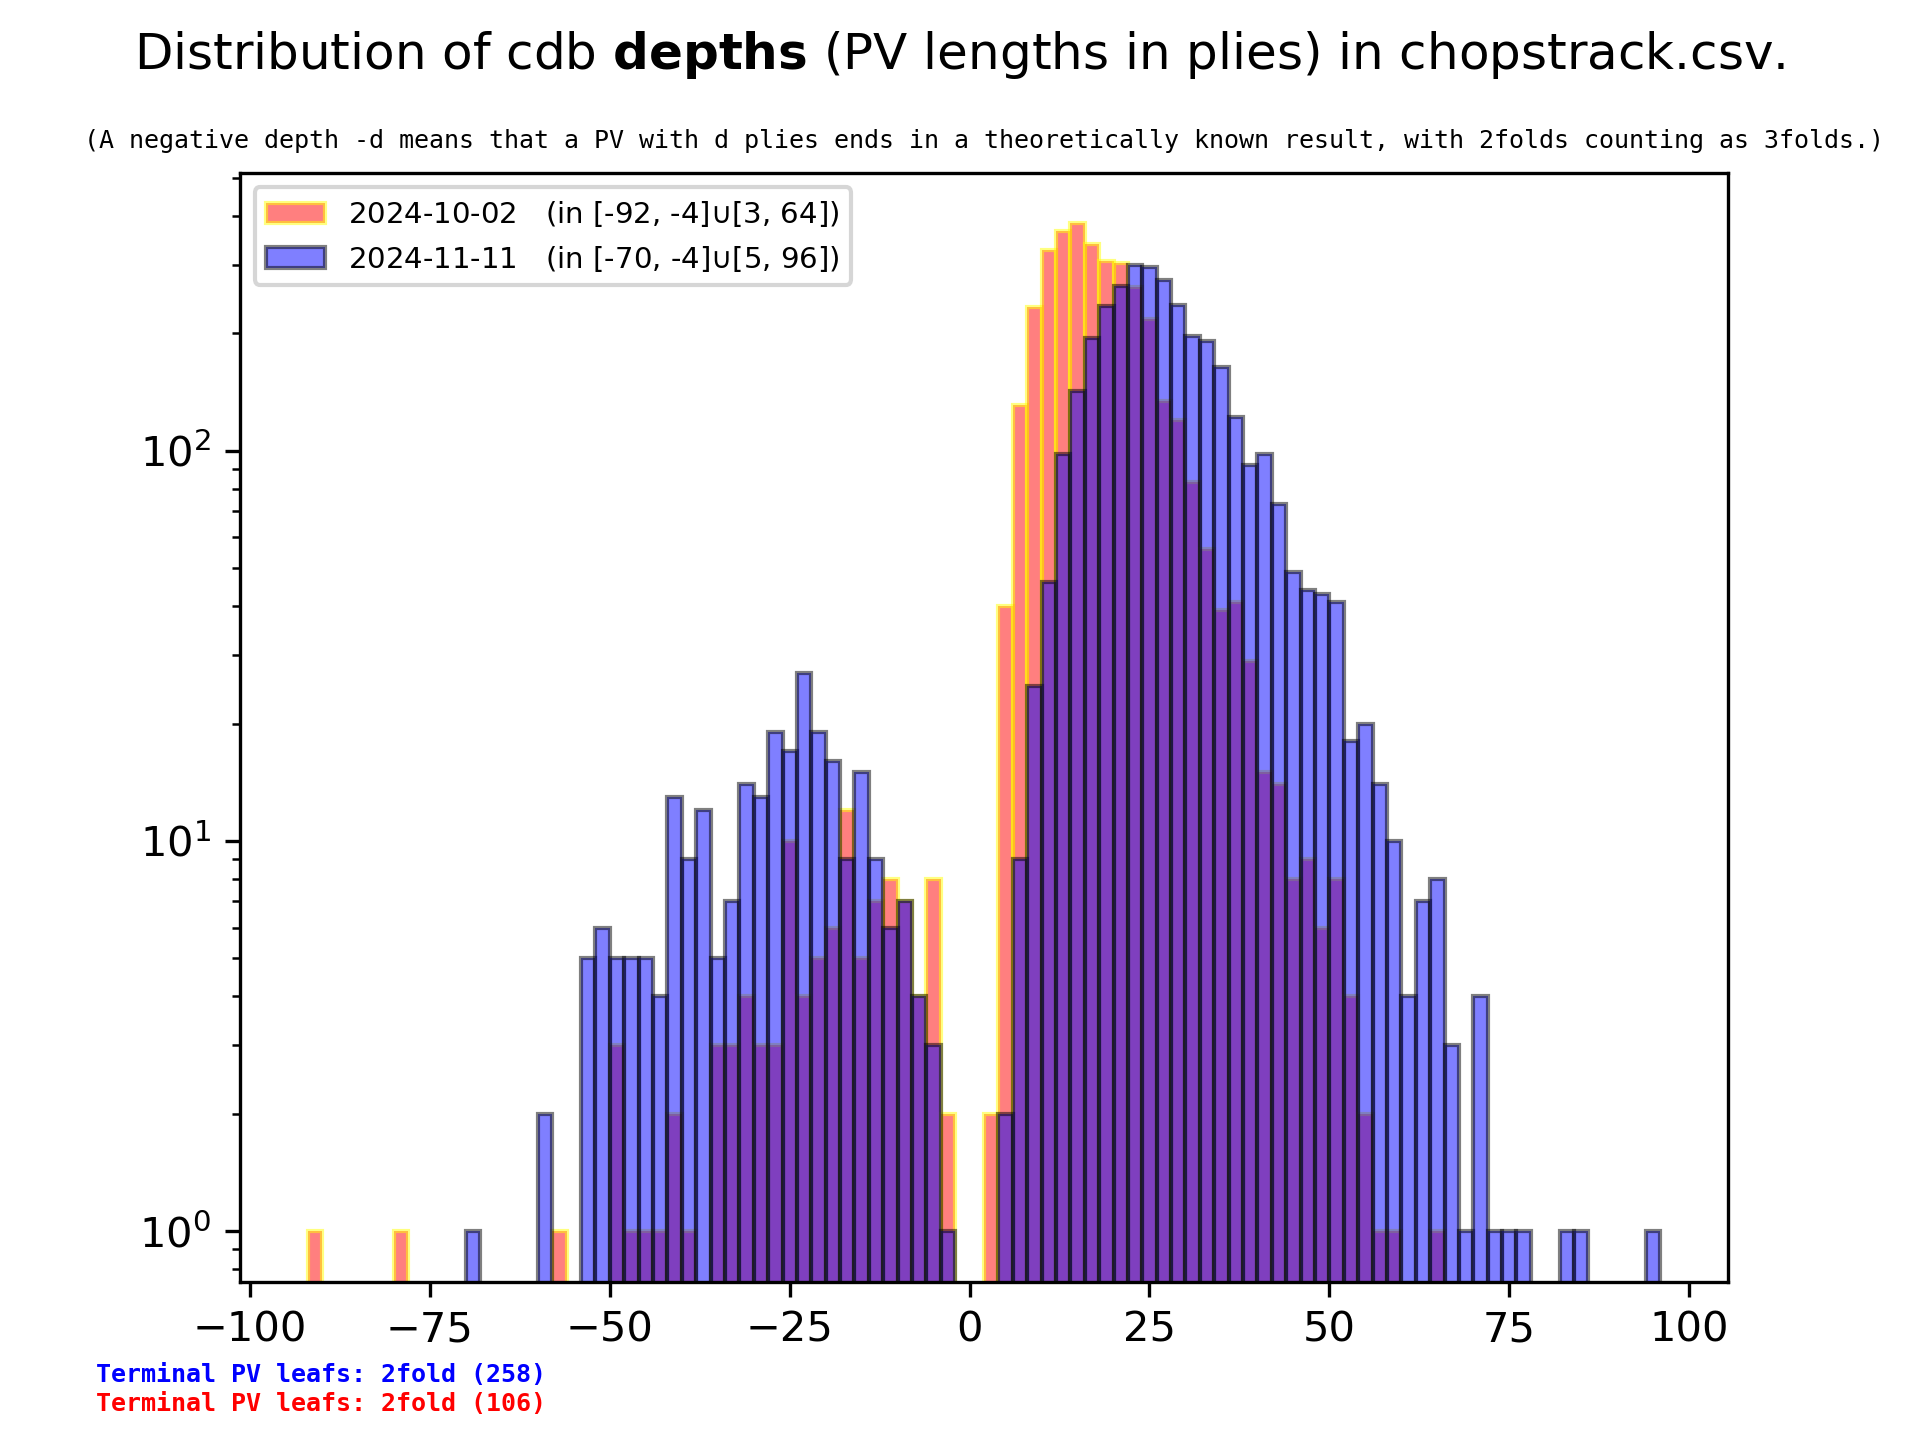 Distribution of cdb depths (PV lengths in plies) in chopstrack.csv.
(A negative depth -d means that a PV with d plies ends in a theoretically known result, with 2folds counting as 3folds.)
2024-10-02 (in [-92, -4]∪[3, 64])
2024-11-11 (in [-70, -4]∪[5, 96])
10²
10¹
10⁰
−100 −75 −50 −25 0 25 50 75 100
Terminal PV leafs: 2fold (258)
Terminal PV leafs: 2fold (106)